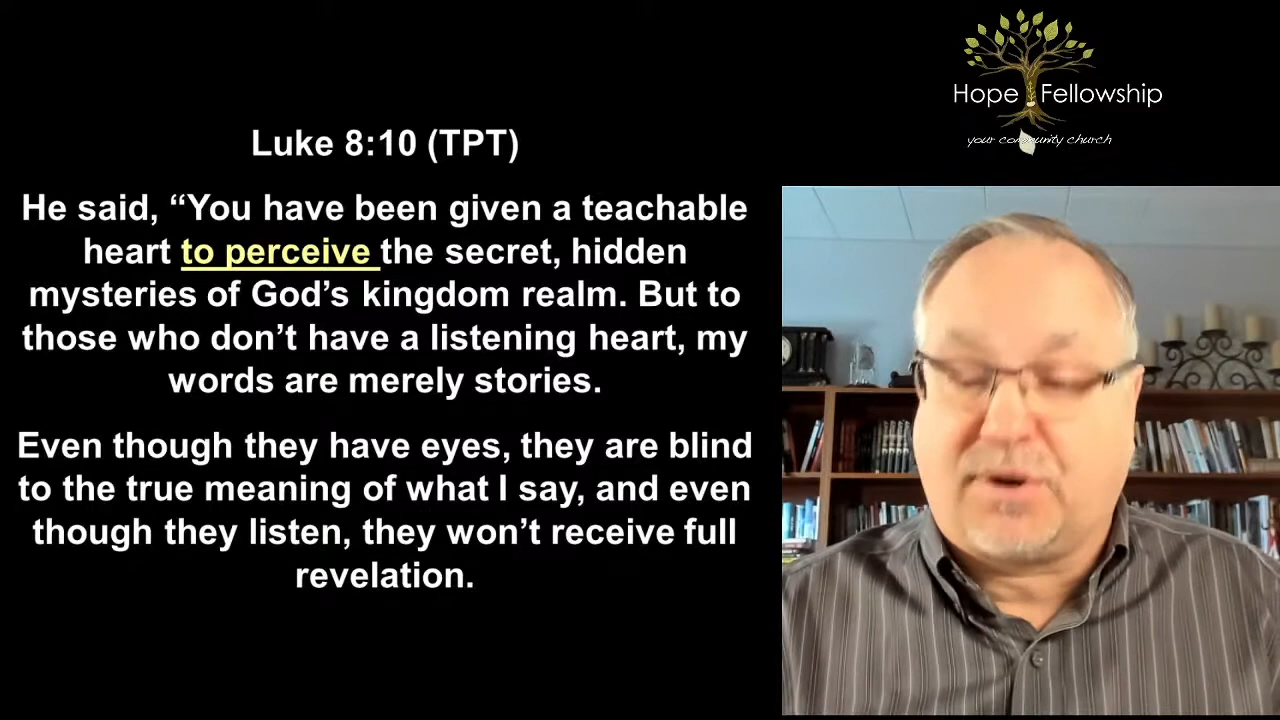 Hope Fellowship
your community church
Luke 8:10 (TPT)
He said, “You have been given a teachable
heart to perceive the secret, hidden
mysteries of God’s kingdom realm. But to
those who don’t have a listening heart, my
words are merely stories.
Even though they have eyes, they are blind
to the true meaning of what I say, and even
though they listen, they won’t receive full
revelation.